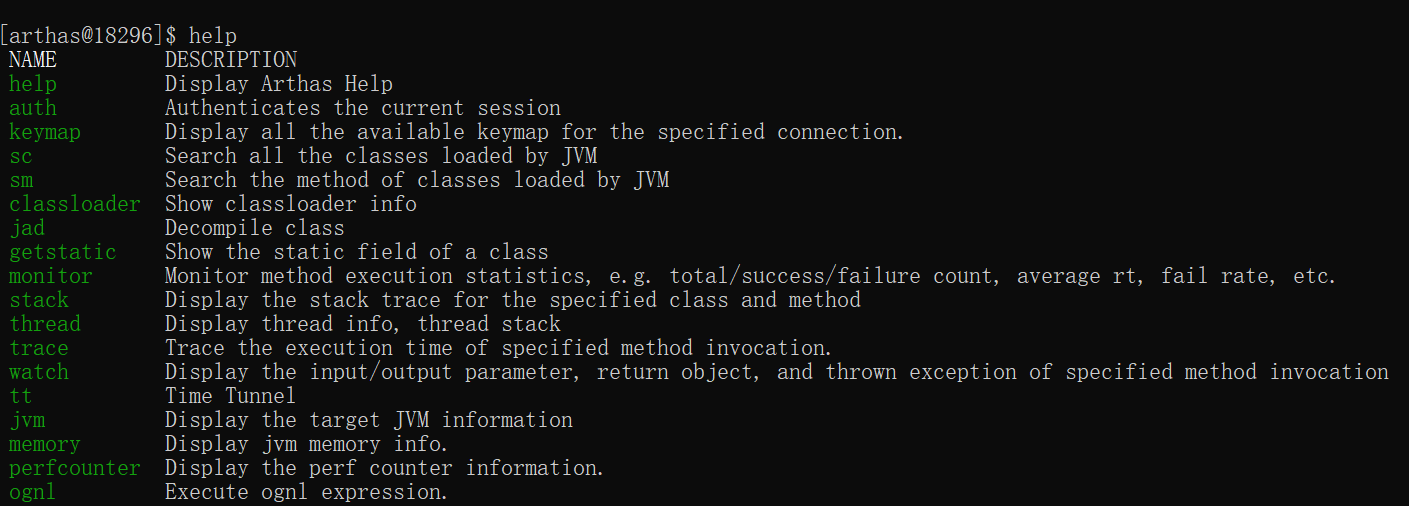 [arthas@18296]$ help
NAME DESCRIPTION
help Display Arthas Help
auth Authenticates the current session
keymap Display all the available keymap for the specified connection.
sc Search all the classes loaded by JVM
sm Search the method of classes loaded by JVM
classloader Show classloader info
jad Decompile class
getstatic Show the static field of a class
monitor Monitor method execution statistics, e.g. total/success/failure count, average rt, fail rate, etc.
stack Display the stack trace for the specified class and method
thread Display thread info, thread stack
trace Trace the execution time of specified method invocation.
watch Display the input/output parameter, return object, and thrown exception of specified method invocation
tt Time Tunnel
jvm Display the target JVM information
memory Display jvm memory info.
perfcounter Display the perf counter information.
ognl Execute ognl expression.